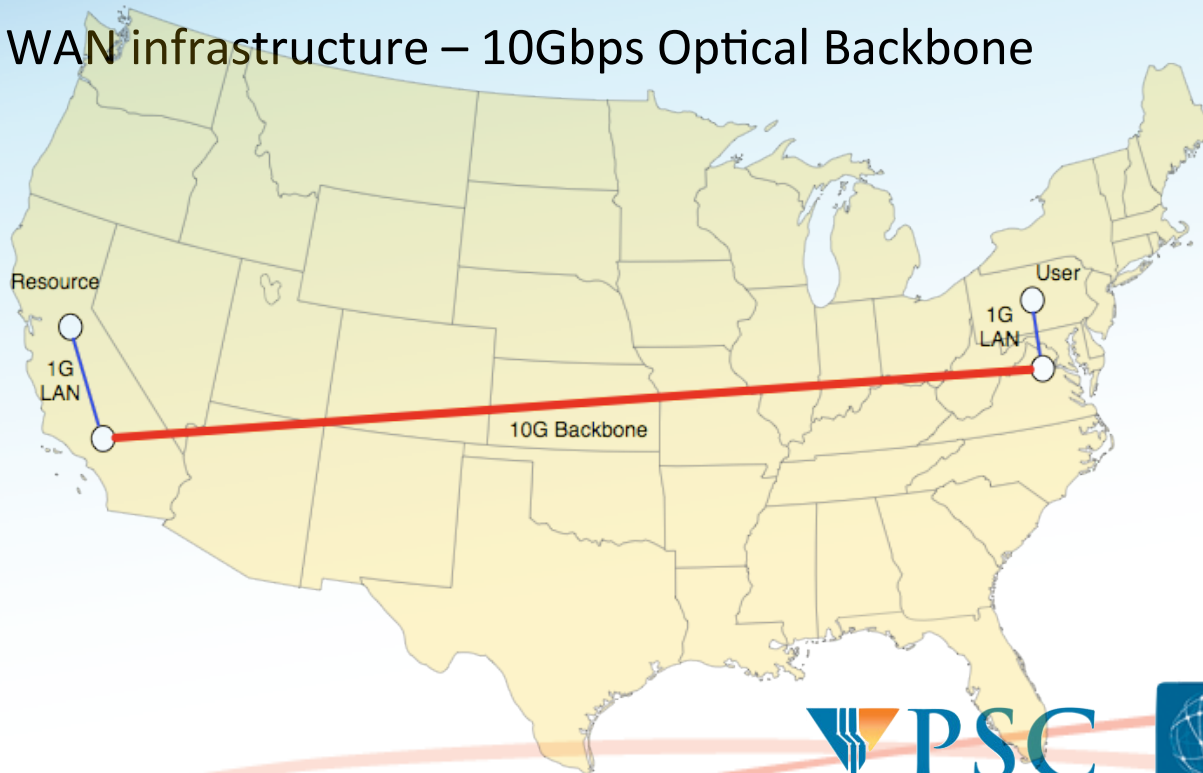 WAN infrastructure – 10Gbps Optical Backbone
Resource
User
1G
LAN
1G
LAN
10G Backbone
PSC